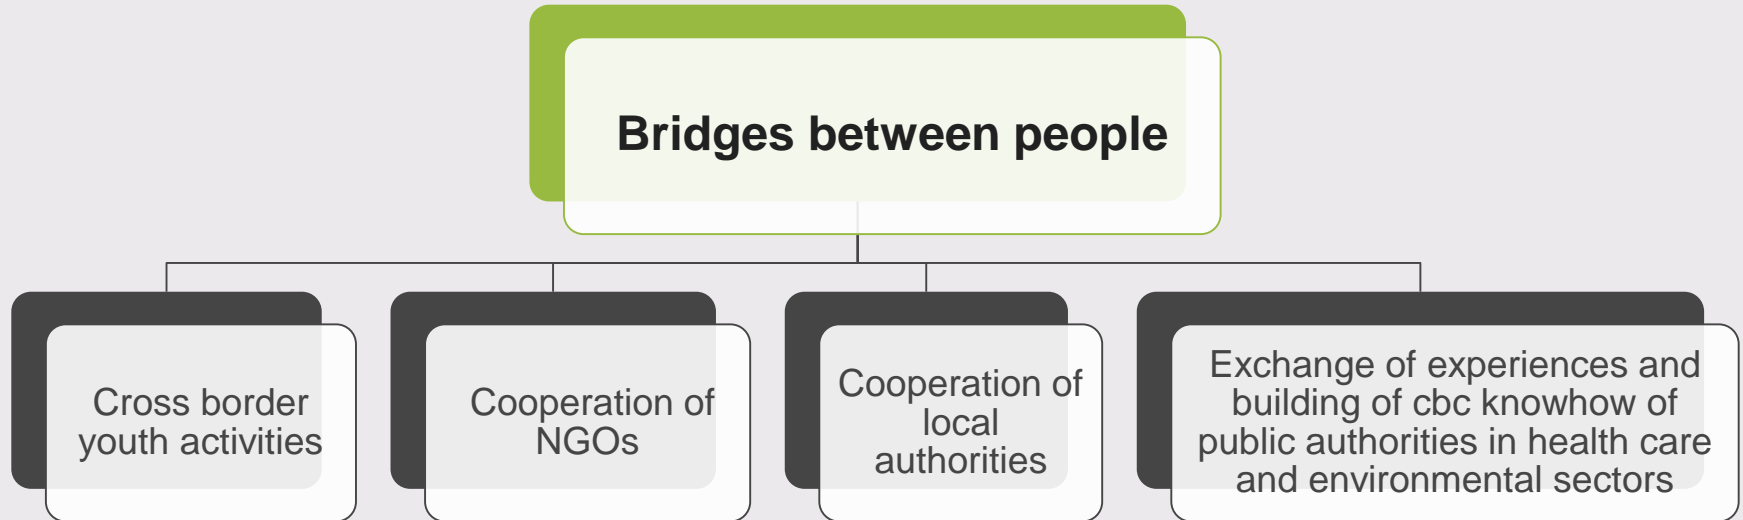 Bridges between people
Cross border
youth activities
Cooperation of
NGOs
Cooperation of
local
authorities
Exchange of experiences and
building of cbc knowhow of
public authorities in health care
and environmental sectors